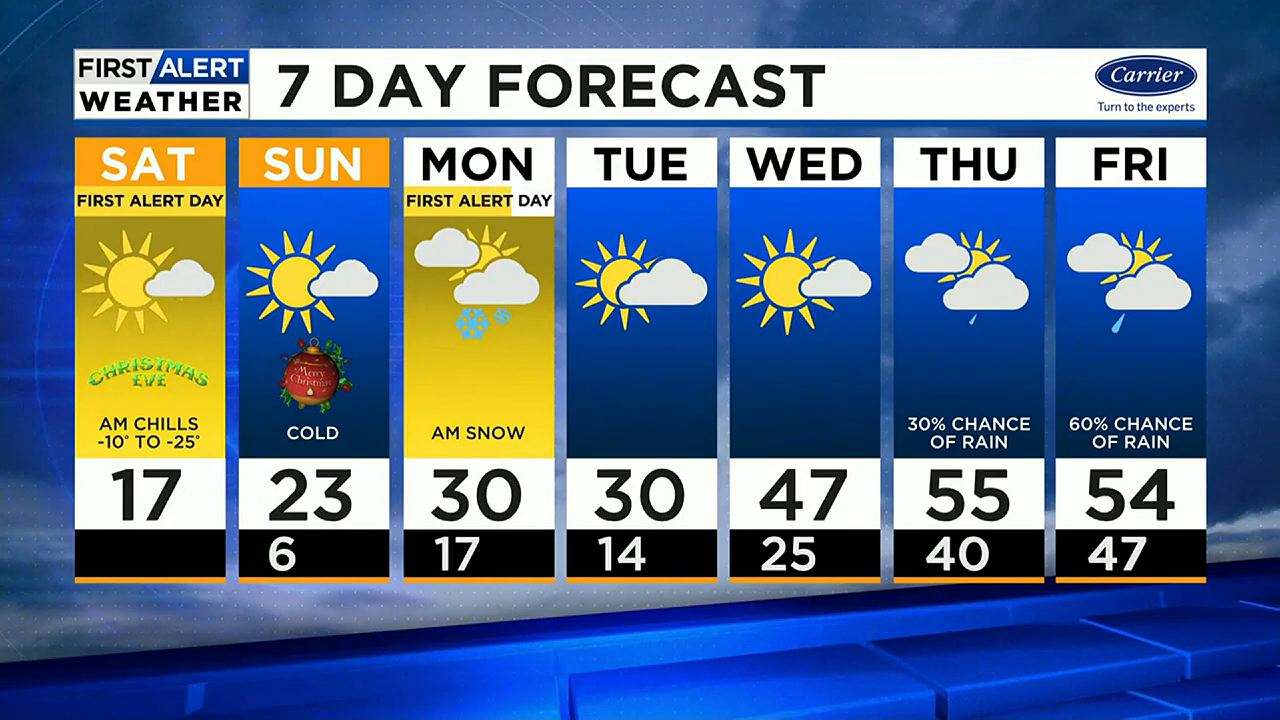 FIRST ALERT
WEATHER
7 DAY FORECAST
Carrier
Turn to the experts
SAT
FIRST ALERT DAY
CHRISTMAS
EVE
AM CHILLS
-10° TO -25°
17
SUN
Merry
Christmas
COLD
23
6
MON
FIRST ALERT DAY
AM SNOW
30
17
TUE
30
14
WED
47
25
THU
30% CHANCE
OF RAIN
55
40
FRI
60% CHANCE
OF RAIN
54
47